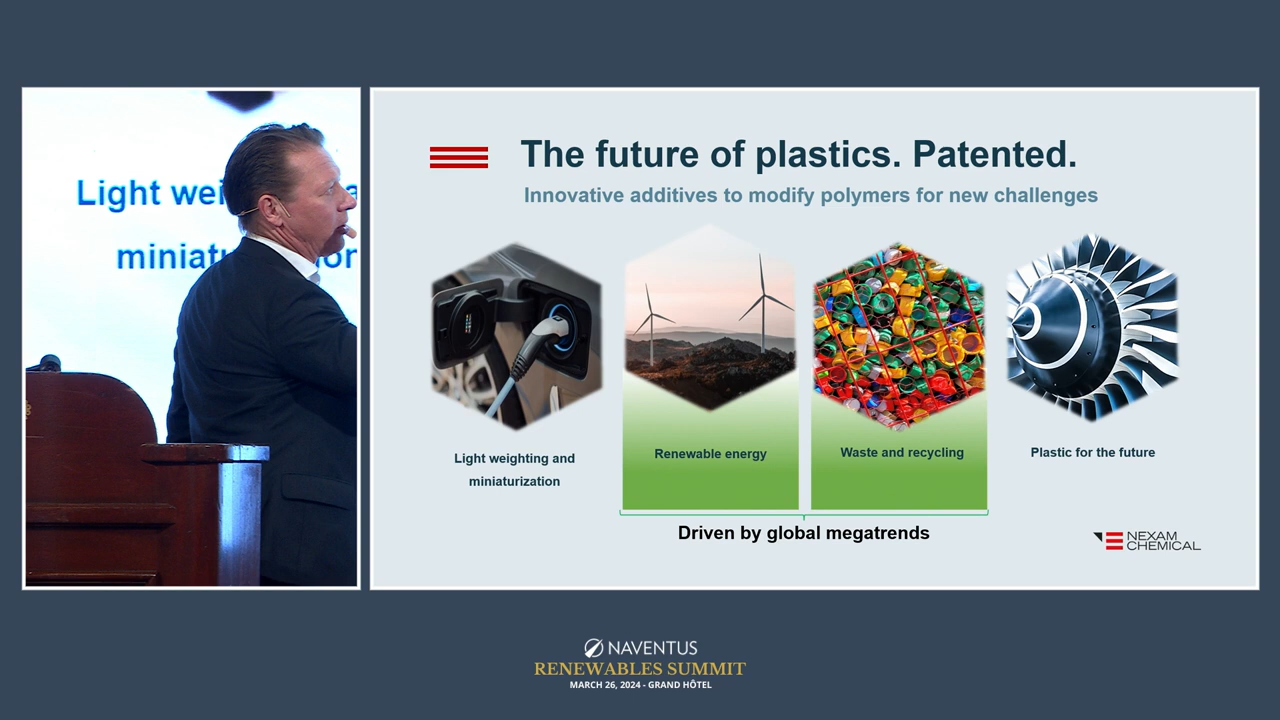 Light wei
miniatu
The future of plastics. Patented.
Innovative additives to modify polymers for new challenges
Light weighting and
miniaturization
Renewable energy
Waste and recycling
Plastic for the future
Driven by global megatrends
NEXAM
CHEMICAL
NAVENTUS
RENEWABLES SUMMIT
MARCH 26, 2024 - GRAND HÔTEL